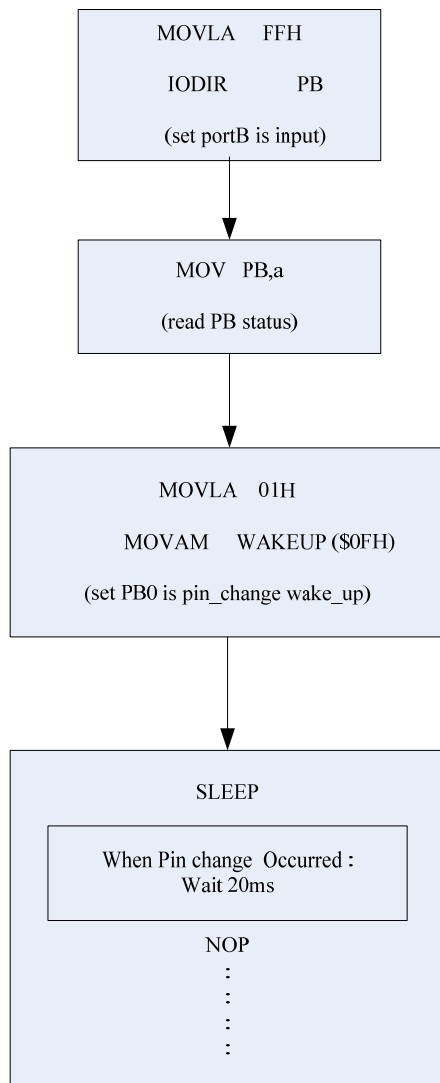 MOVLA FFH
IODIR PB
(set portB is input)
MOV PB,a
(read PB status)
MOVLA 01H
MOVAM WAKEUP ($0FH)
(set PB0 is pin_change wake_up)
SLEEP
When Pin change Occurred :
Wait 20ms
NOP
:
:
:
: